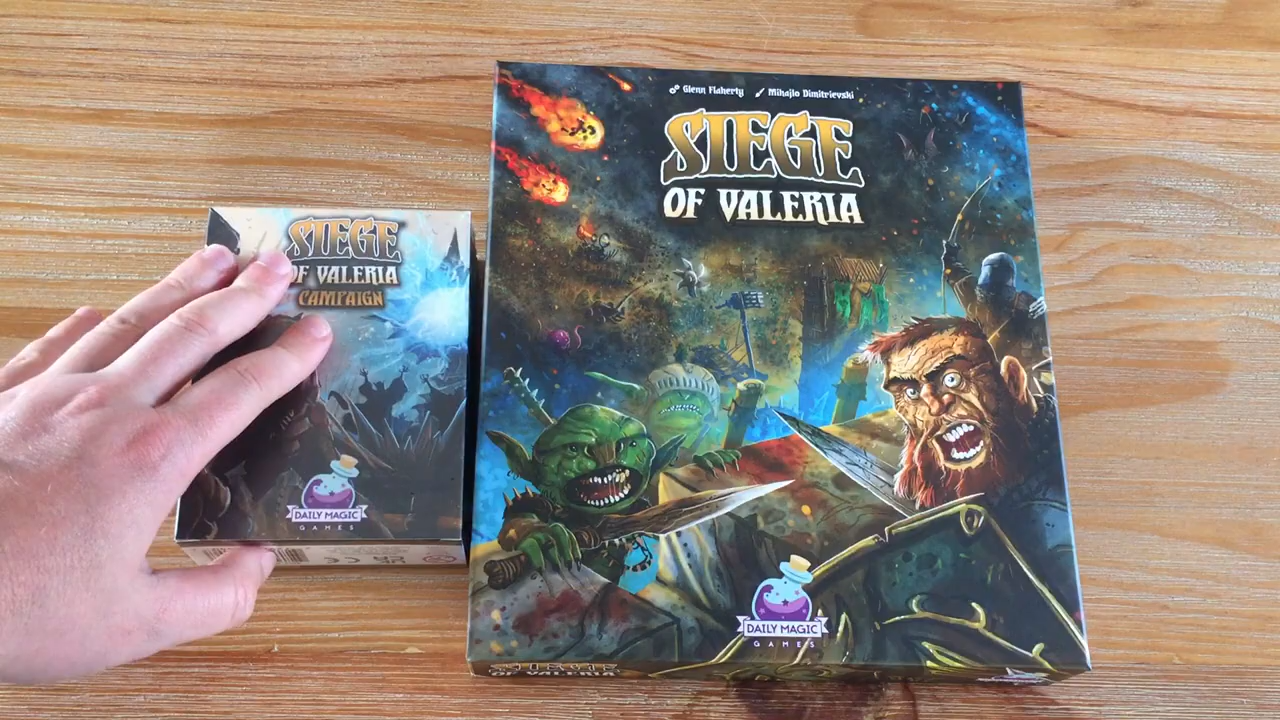 SIEGE
OF VALERIA
CAMPAIGN
DAILY MAGIC
GAMES
Glenn Flaherty Mihajlo Dimitrievski
SIEGE
OF VALERIA
DAILY MAGIC
GAMES
SIEGE
OF VALERIA